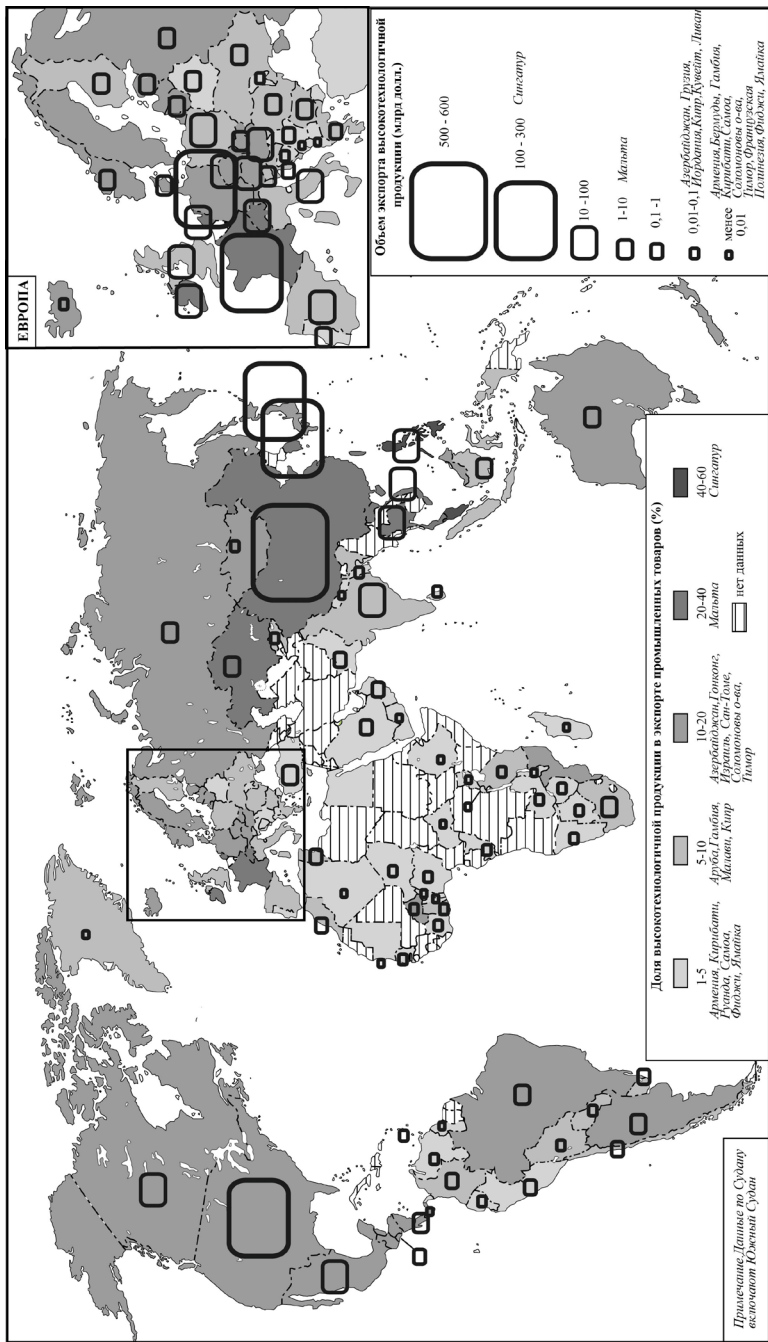 ЕВРОПА
Объем экспорта высокотехнологичной
продукции (млрд долл.)
500 - 600
100 - 300 Сингапур
10 -100
1-10 Мальта
0,1 -1
0,01-0,1 Азербайджан, Грузия,
Иордания,Кипр,Кувейт, Ливан
менее
0,01
Армения,Бермуды, Гамбия,
Кирибати, Самоа,
Соломоновы о-ва,
Тимор,Французская
Полинезия,Фиджи, Ямайка
Доля высокотехнологичной продукции в экспорте промышленных товаров (%)
1-5
Армения, Кирибати,
Руанда, Самоа,
Фиджи, Ямайка
5-10
Аруба,Гамбия,
Малави, Кипр
10-20
Азербайджан,Гонконг,
Израиль, Сан-Томе,
Соломоновы о-ва,
Тимор
20-40
Мальта
40-60
Сингапур
нет данных
Примечание.Данные по Судану
включают Южный Судан